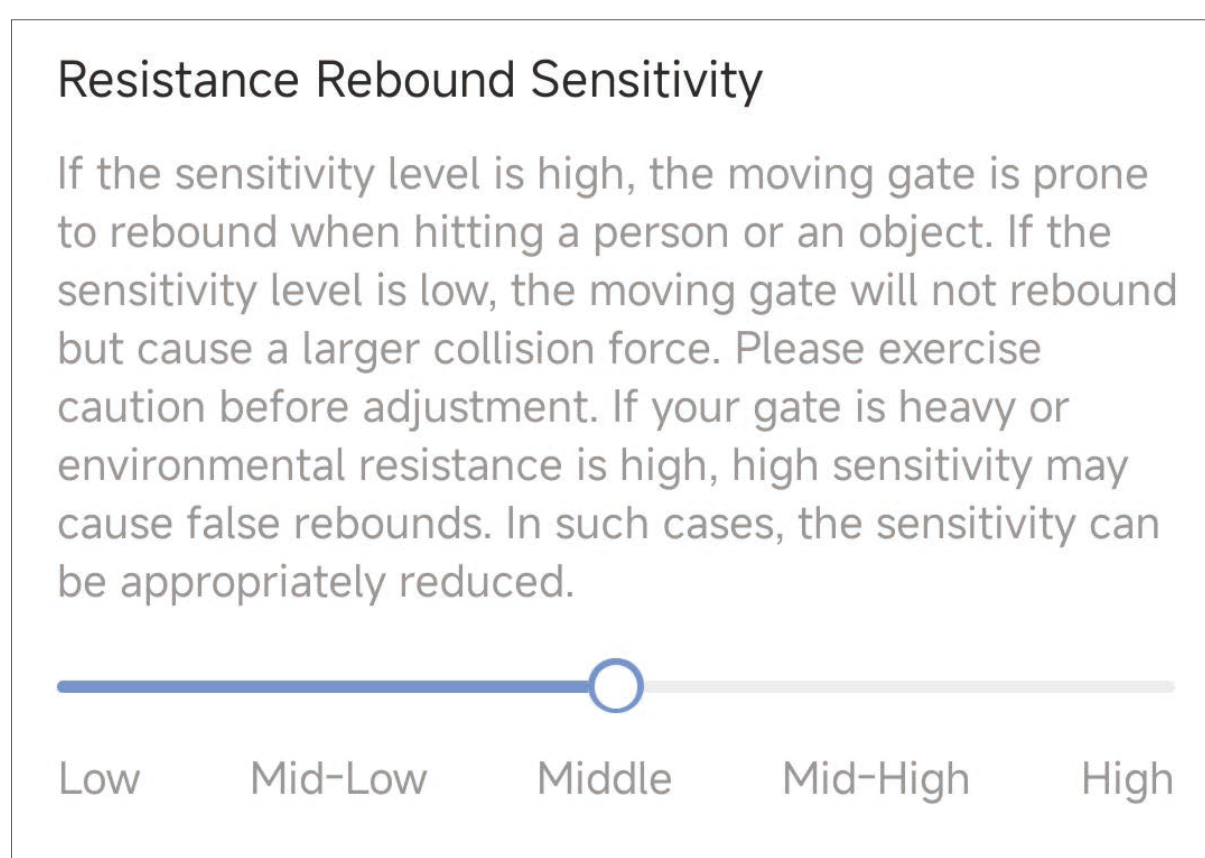 Resistance Rebound Sensitivity
If the sensitivity level is high, the moving gate is prone
to rebound when hitting a person or an object. If the
sensitivity level is low, the moving gate will not rebound
but cause a larger collision force. Please exercise
caution before adjustment. If your gate is heavy or
environmental resistance is high, high sensitivity may
cause false rebounds. In such cases, the sensitivity can
be appropriately reduced.
Low Mid-Low Middle Mid-High High